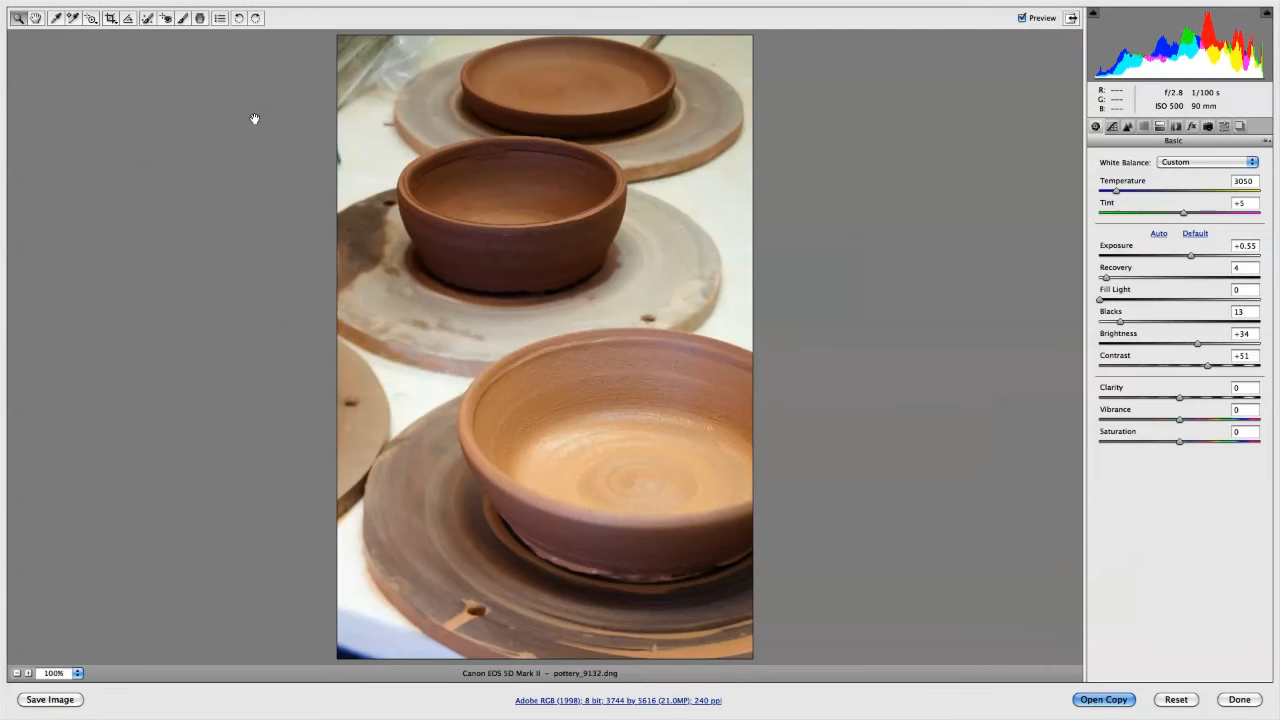 Preview
R: ---
G: ---
B: ---
f/2.8 1/100 s
ISO 500 90 mm
Basic
White Balance: Custom
Temperature 3050
Tint +5
Auto Default
Exposure +0.55
Recovery 4
Fill Light 0
Blacks 13
Brightness +34
Contrast +51
Clarity 0
Vibrance 0
Saturation 0
100%
Canon EOS 5D Mark II - pottery_9132.dng
Save Image
Adobe RGB (1998); 8 bit; 3744 by 5616 (21.0MP); 240 ppi
Open Copy
Reset
Done